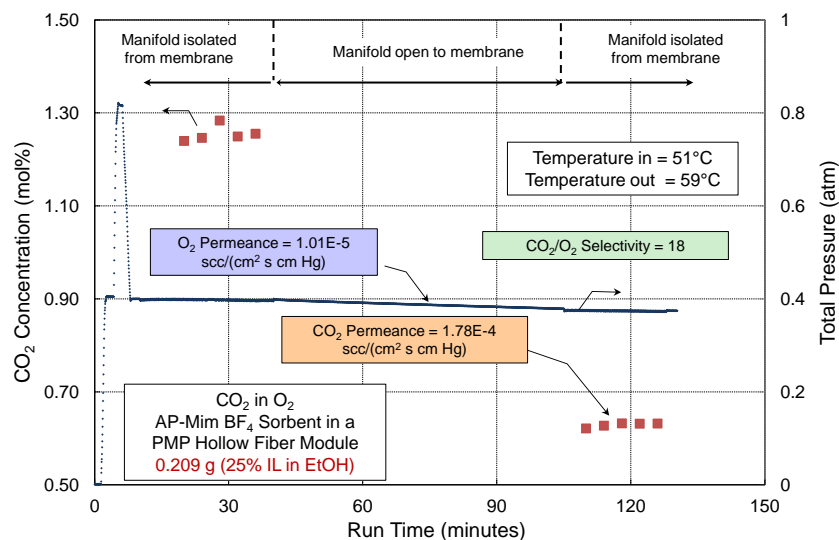 Manifold isolated
from membrane
Manifold open to membrane
Manifold isolated
from membrane
1.50
1.30
1.10
0.90
0.70
0.50
CO2 Concentration (mol%)
1
0.8
0.6
0.4
0.2
0
Total Pressure (atm)
Temperature in = 51°C
Temperature out = 59°C
O2 Permeance = 1.01E-5
scc/(cm² s cm Hg)
CO2/O2 Selectivity = 18
CO2 Permeance = 1.78E-4
scc/(cm² s cm Hg)
CO2 in O2
AP-Mim BF4 Sorbent in a
PMP Hollow Fiber Module
0.209 g (25% IL in EtOH)
0 30 60 90 120 150
Run Time (minutes)